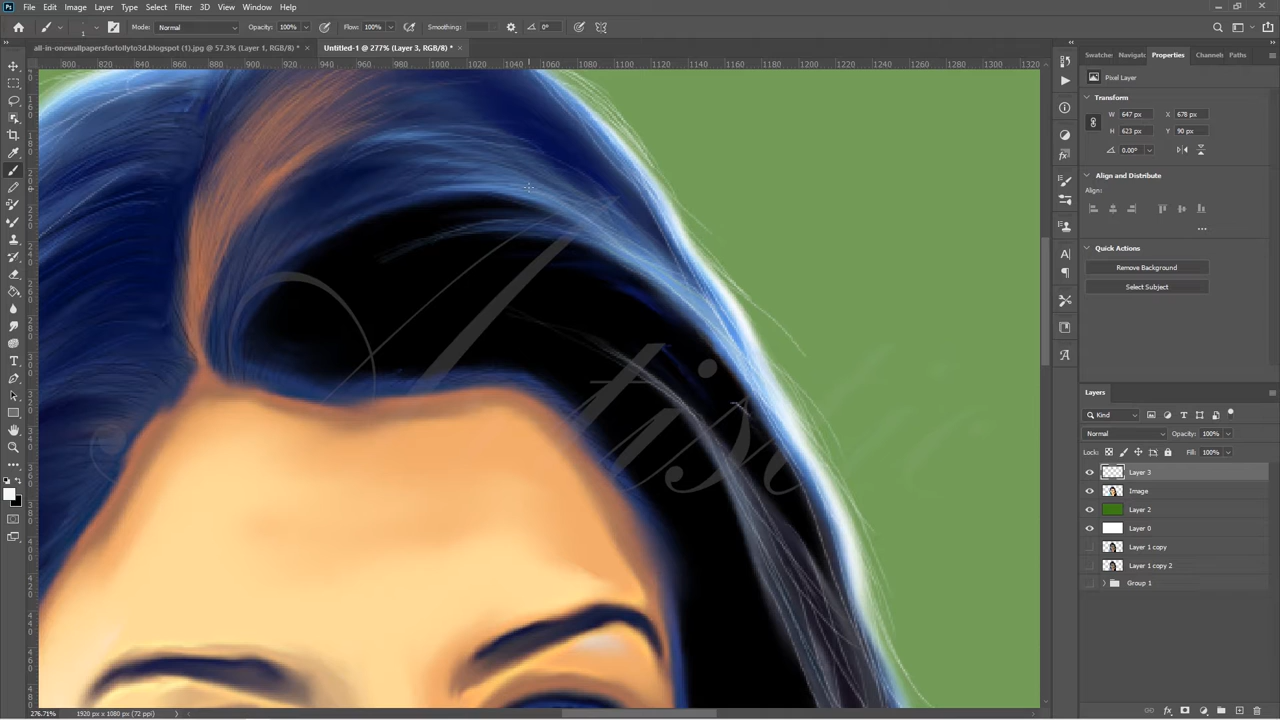 File Edit Image Layer Type Select Filter 3D View Window Help
Mode: Normal Opacity: 100% Flow: 100% Smoothing: 0°
all-in-onewallpapersfortollyto3d.blogspot (1).jpg @ 57.3% (Layer 1, RGB/8) * × Untitled-1 @ 277% (Layer 3, RGB/8) * ×
800 820 840 860 880 900 920 940 960 980 1000 1020 1040 1060 1080 1100 1120 1140 1160 1180 1200 1220 1240 1260 1280 1300 1320
Swatche Navigato Properties Channel Paths
Pixel Layer
Transform
W 647 px X 678 px
H 623 px Y 90 px
0.00°
Align and Distribute
Align:
...
Quick Actions
Remove Background
Select Subject
Artistic
Layers
Kind
Normal Opacity: 100%
Lock: Fill: 100%
Layer 3
Image
Layer 2
Layer 0
Layer 1 copy
Layer 1 copy 2
Group 1
276.71% 1920 px x 1080 px (72 ppi)